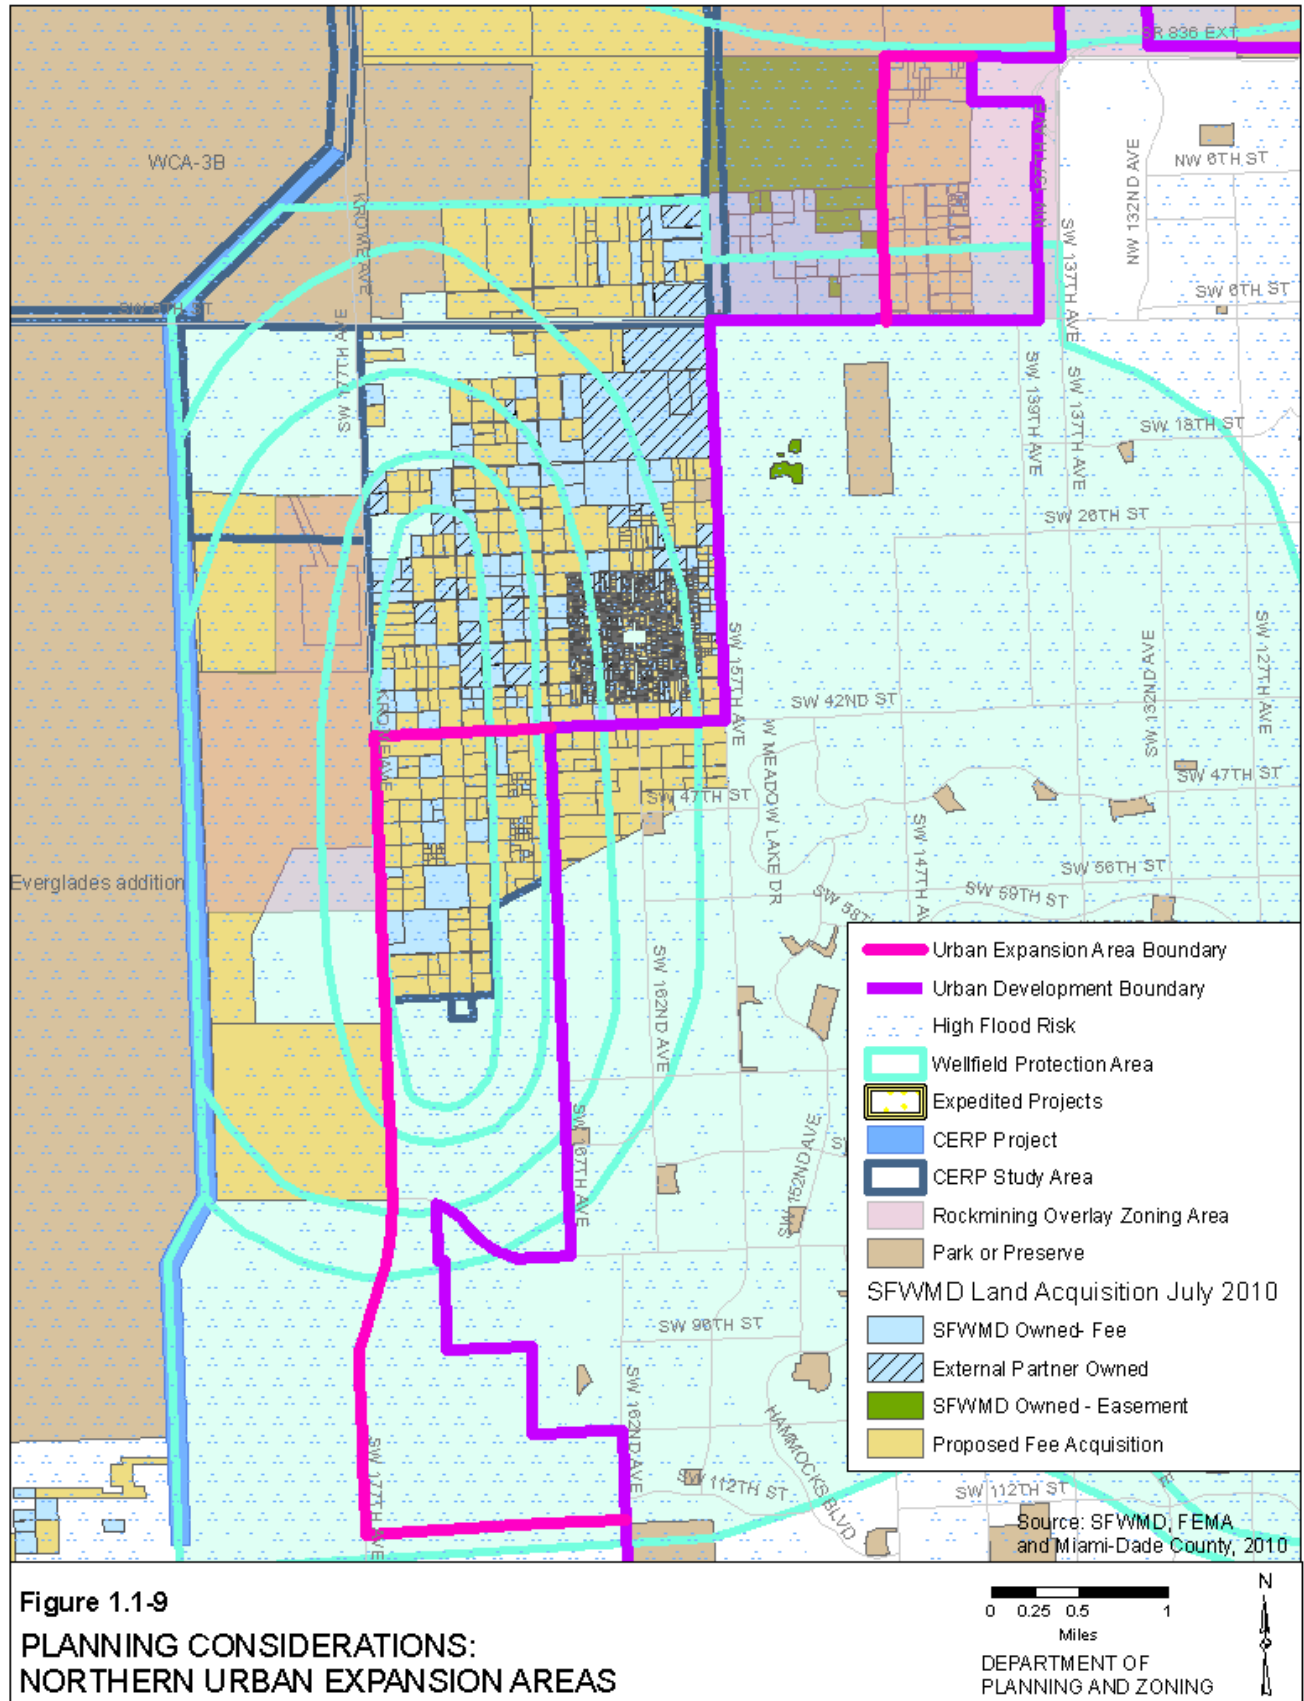 SR 836 EXT
WCA-3B
NW 137TH AVE
NW 132ND AVE
NW 6TH ST
KROME AVE
SW 137TH AVE
SW 8TH ST
SW 6TH ST
SW 177TH AVE
SW 139TH AVE
SW 137TH AVE
SW 18TH ST
SW 26TH ST
SW 157TH AVE
SW 132ND AVE
SW 127TH AVE
SW 42ND ST
KROME AVE
W MEADOW LAKE DR
SW 47TH ST
SW 47TH ST
SW 147TH AV
SW 56TH ST
SW 59TH ST
SW 58T
Everglades addition
SW 162ND AVE
SW 167TH AVE
SW 152ND AVE
S
SW 96TH ST
SW 162ND AVE
HAMMOCKS BLVD
SW 177TH AVE
SW 112TH ST
SW 112TH ST
Urban Expansion Area Boundary
Urban Development Boundary
High Flood Risk
Wellfield Protection Area
Expedited Projects
CERP Project
CERP Study Area
Rockmining Overlay Zoning Area
Park or Preserve
SFWMD Land Acquisition July 2010
SFWMD Owned- Fee
External Partner Owned
SFWMD Owned - Easement
Proposed Fee Acquisition
Source: SFWMD, FEMA
and Miami-Dade County, 2010
Figure 1.1-9
PLANNING CONSIDERATIONS:
NORTHERN URBAN EXPANSION AREAS
0 0.25 0.5 1
Miles
DEPARTMENT OF
PLANNING AND ZONING
N